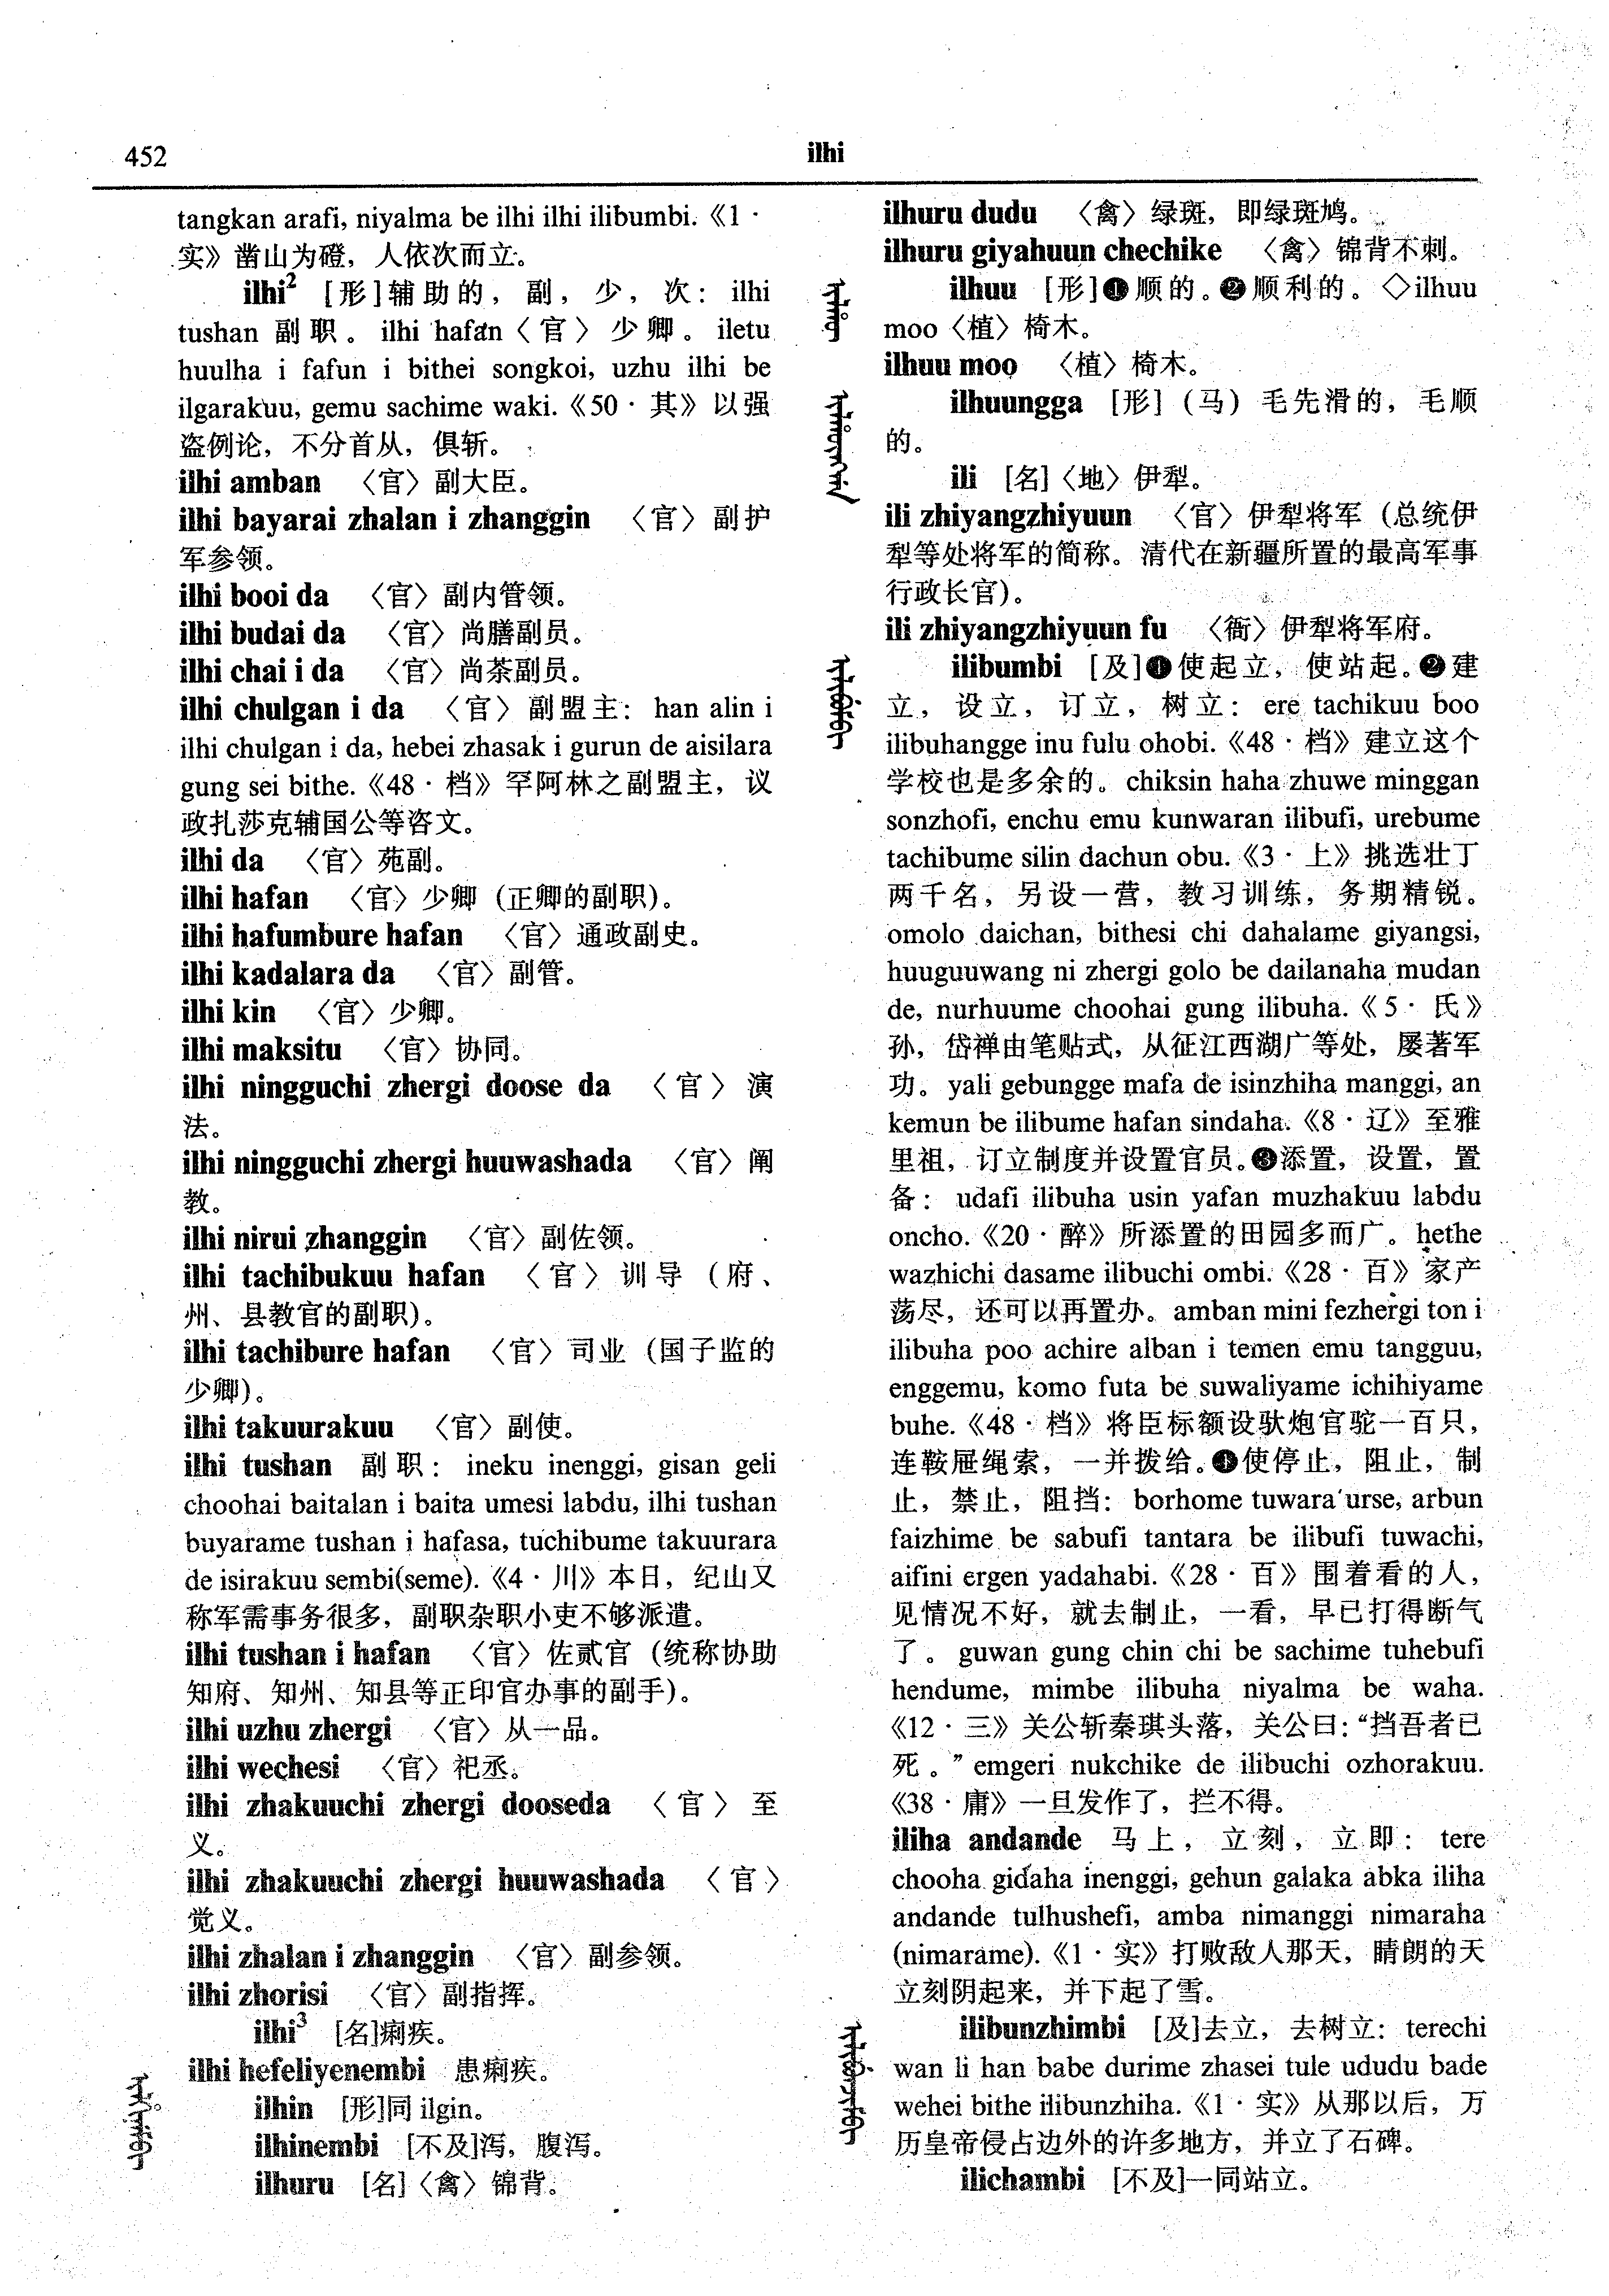 452
ilhi
tangkan arafi, niyalma be ilhi ilhi ilibumbi.《1·
实》凿山为磴，人依次而立。
ilhi² [形]辅助的，副，少，次：ilhi
tushan 副职。ilhi hafan〈官〉少卿。iletu
huulha i fafun i bithei songkoi, uzhu ilhi be
ilgarakuu, gemu sachime waki.《50·其》以强
盗例论，不分首从，俱斩。
ilhi amban 〈官〉副大臣。
ilhi bayarai zhalan i zhanggin 〈官〉副护
军参领。
ilhi booi da 〈官〉副内管领。
ilhi budai da 〈官〉尚膳副员。
ilhi chai i da 〈官〉尚茶副员。
ilhi chulgan i da 〈官〉副盟主：han alin i
ilhi chulgan i da, hebei zhasak i gurun de aisilara
gung sei bithe.《48·档》罕阿林之副盟主，议
政扎莎克辅国公等咨文。
ilhi da 〈官〉苑副。
ilhi hafan 〈官〉少卿（正卿的副职）。
ilhi hafumbure hafan 〈官〉通政副史。
ilhi kadalara da 〈官〉副管。
ilhi kin 〈官〉少卿。
ilhi maksitu 〈官〉协同。
ilhi ningguchi zhergi doose da 〈官〉演
法。
ilhi ningguchi zhergi huuwashada 〈官〉阐
教。
ilhi nirui zhanggin 〈官〉副佐领。
ilhi tachibukuu hafan 〈官〉训导（府、
州、县教官的副职）。
ilhi tachibure hafan 〈官〉司业（国子监的
少卿）。
ilhi takuurakuu 〈官〉副使。
ilhi tushan 副职：ineku inenggi, gisan geli
choohai baitalan i baita umesi labdu, ilhi tushan
buyarame tushan i hafasa, tuchibume takuurara
de isirakuu sembi(seme).《4·川》本日，纪山又
称军需事务很多，副职杂职小吏不够派遣。
ilhi tushan i hafan 〈官〉佐贰官（统称协助
知府、知州、知县等正印官办事的副手）。
ilhi uzhu zhergi 〈官〉从一品。
ilhi wechesi 〈官〉祀丞。
ilhi zhakuuchi zhergi dooseda 〈官〉至
义。
ilhi zhakuuchi zhergi huuwashada 〈官〉
觉义。
ilhi zhalan i zhanggin 〈官〉副参领。
ilhi zhorisi 〈官〉副指挥。
ilhi³ [名]痢疾。
ilhi hefeliyenembi 患痢疾。
ilhin [形]同 ilgin。
ilhinembi [不及]泻，腹泻。
ilhuru [名]〈禽〉锦背。
ilhuru dudu 〈禽〉绿斑，即绿斑鸠。
ilhuru giyahuun chechike 〈禽〉锦背不刺。
ilhuu [形]❶顺的。❷顺利的。◇ilhuu
moo〈植〉椅木。
ilhuu moo 〈植〉椅木。
ilhuungga [形]（马）毛先滑的，毛顺
的。
ili [名]〈地〉伊犁。
ili zhiyangzhiyuun 〈官〉伊犁将军（总统伊
犁等处将军的简称。清代在新疆所置的最高军事
行政长官）。
ili zhiyangzhiyuun fu 〈衙〉伊犁将军府。
ilibumbi [及]❶使起立，使站起。❷建
立，设立，订立，树立：ere tachikuu boo
ilibuhangge inu fulu ohobi.《48·档》建立这个
学校也是多余的。chiksin haha zhuwe minggan
sonzhofi, enchu emu kunwaran ilibufi, urebume
tachibume silin dachun obu.《3·上》挑选壮丁
两千名，另设一营，教习训练，务期精锐。
omolo daichan, bithesi chi dahalame giyangsi,
huuguuwang ni zhergi golo be dailanaha mudan
de, nurhuume choohai gung ilibuha.《5·氏》
孙，岱禅由笔贴式，从征江西湖广等处，屡著军
功。yali gebungge mafa de isinzhiha manggi, an
kemun be ilibume hafan sindaha.《8·辽》至雅
里祖，订立制度并设置官员。❸添置，设置，置
备：udafi ilibuha usin yafan muzhakuu labdu
oncho.《20·醉》所添置的田园多而广。hethe
wazhichi dasame ilibuchi ombi.《28·百》家产
荡尽，还可以再置办。amban mini fezhergi ton i
ilibuha poo achire alban i temen emu tangguu,
enggemu, komo futa be suwaliyame ichihiyame
buhe.《48·档》将臣标额设驮炮官驼一百只，
连鞍屉绳索，一并拨给。❹使停止，阻止，制
止，禁止，阻挡：borhome tuwara urse, arbun
faizhime be sabufi tantara be ilibufi tuwachi,
aifini ergen yadahabi.《28·百》围着看的人，
见情况不好，就去制止，一看，早已打得断气
了。guwan gung chin chi be sachime tuhebufi
hendume, mimbe ilibuha niyalma be waha.
《12·三》关公斩秦琪头落，关公曰：“挡吾者已
死。”emgeri nukchike de ilibuchi ozhorakuu.
《38·庸》一旦发作了，拦不得。
iliha andande 马上，立刻，立即：tere
chooha gidaha inenggi, gehun galaka abka iliha
andande tulhushefi, amba nimanggi nimaraha
(nimarame).《1·实》打败敌人那天，晴朗的天
立刻阴起来，并下起了雪。
ilibunzhimbi [及]去立，去树立：terechi
wan li han babe durime zhasei tule ududu bade
wehei bithe ilibunzhiha.《1·实》从那以后，万
历皇帝侵占边外的许多地方，并立了石碑。
ilichambi [不及]一同站立。